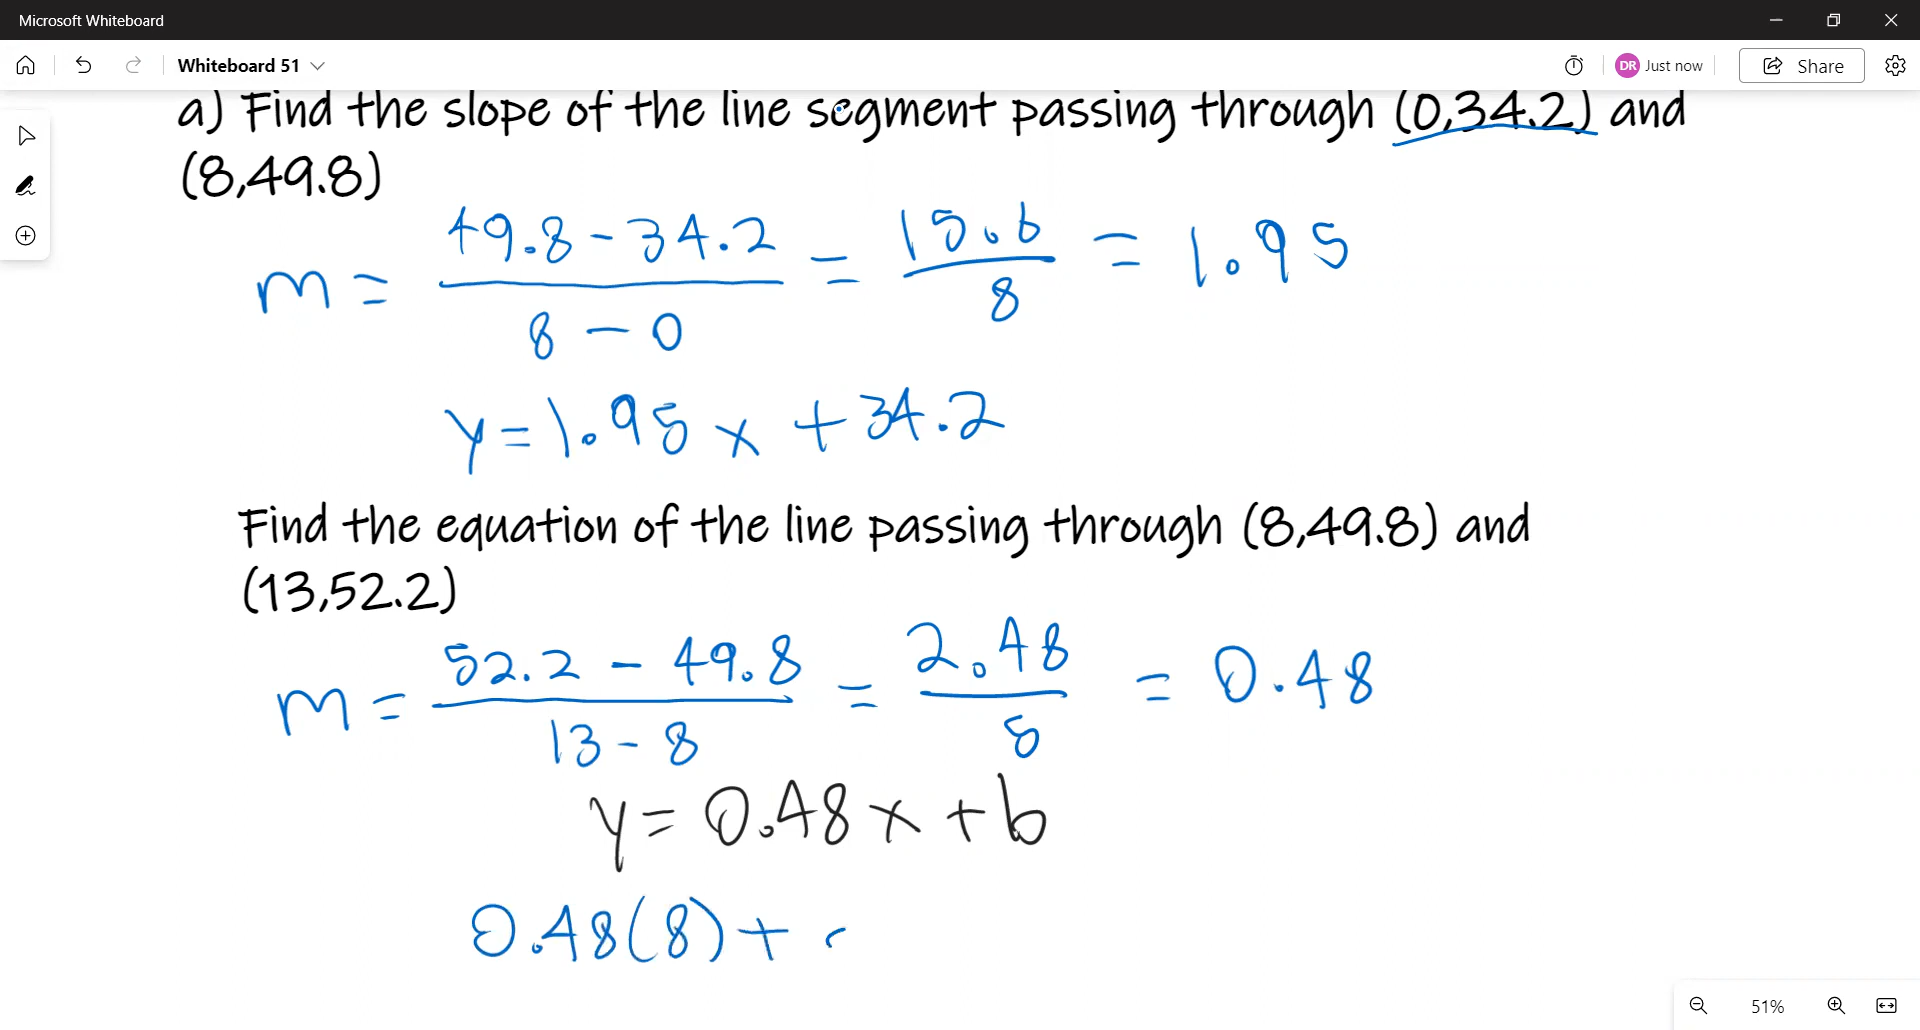 Microsoft Whiteboard
Whiteboard 51
DR Just now
Share
a) Find the slope of the line segment passing through (0,34.2) and
(8,49.8)
m = 49.8 - 34.2 / 8 - 0 = 15.6 / 8 = 1.95
y = 1.95 x + 34.2
Find the equation of the line passing through (8,49.8) and
(13,52.2)
m = 52.2 - 49.8 / 13 - 8 = 2.48 / 5 = 0.48
y = 0.48 x + b
0.48(8) +
51%